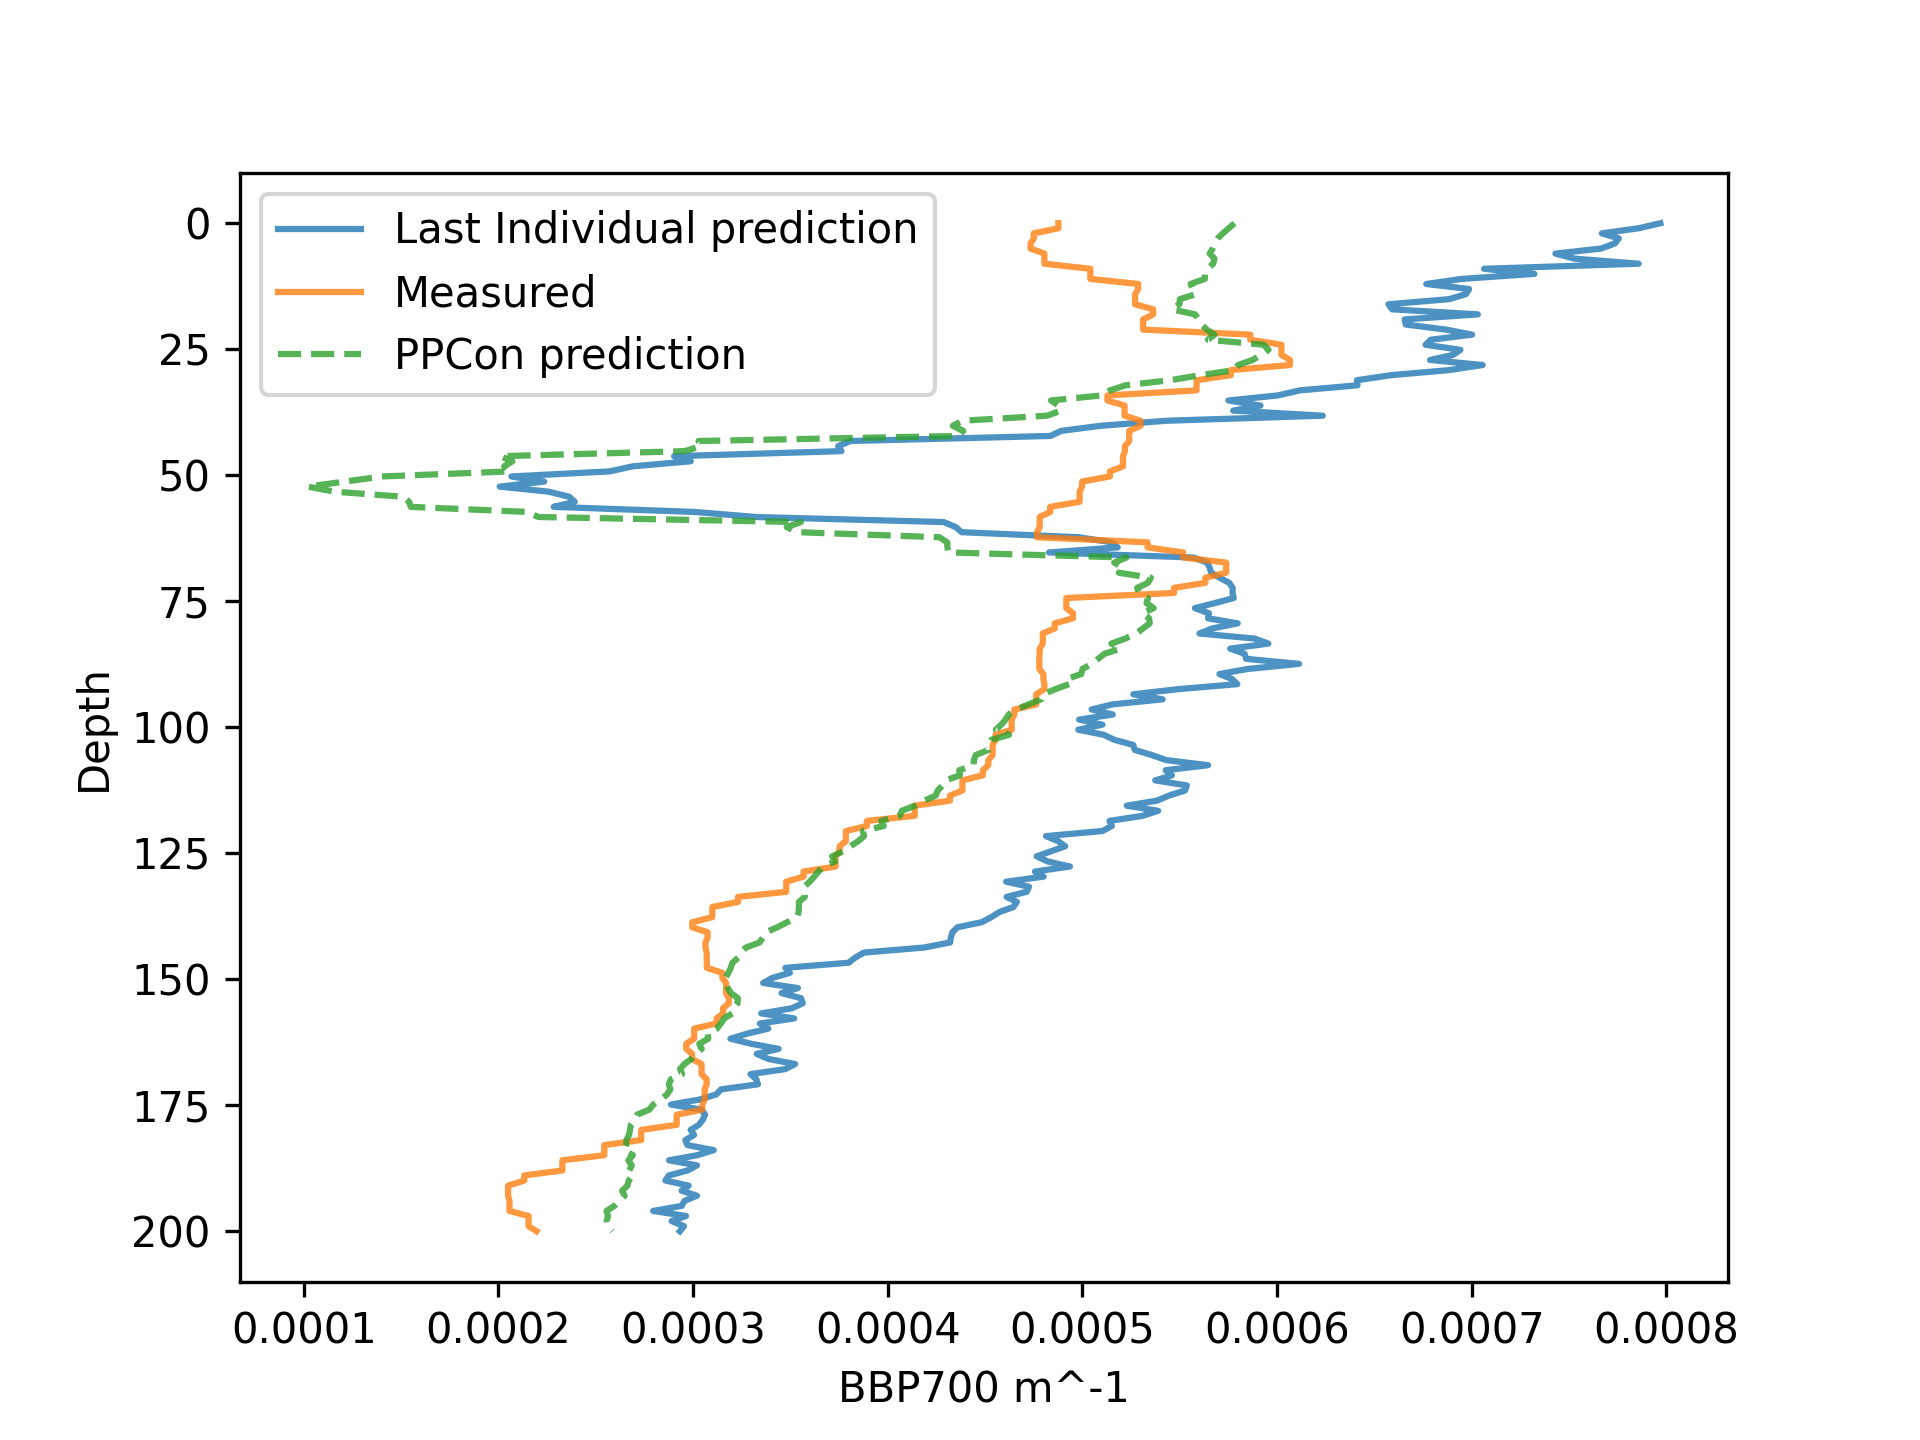 Last Individual prediction
Measured
PPCon prediction
0
25
50
75
100
125
150
175
200
Depth
0.0001 0.0002 0.0003 0.0004 0.0005 0.0006 0.0007 0.0008
BBP700 m^-1